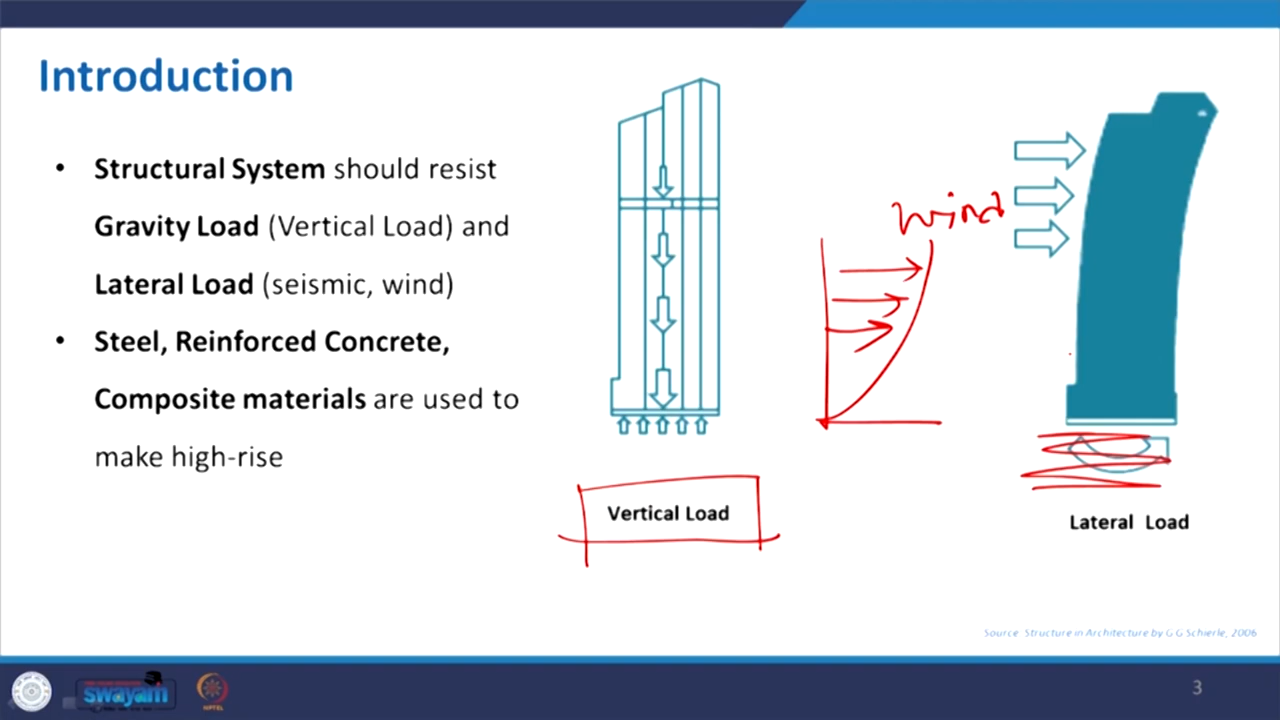 Introduction
• Structural System should resist
Gravity Load (Vertical Load) and
Lateral Load (seismic, wind)
• Steel, Reinforced Concrete,
Composite materials are used to
make high-rise
wind
Vertical Load
Lateral Load
Source: Structure in Architecture by G G Schierle, 2006
swayam
NPTEL
3